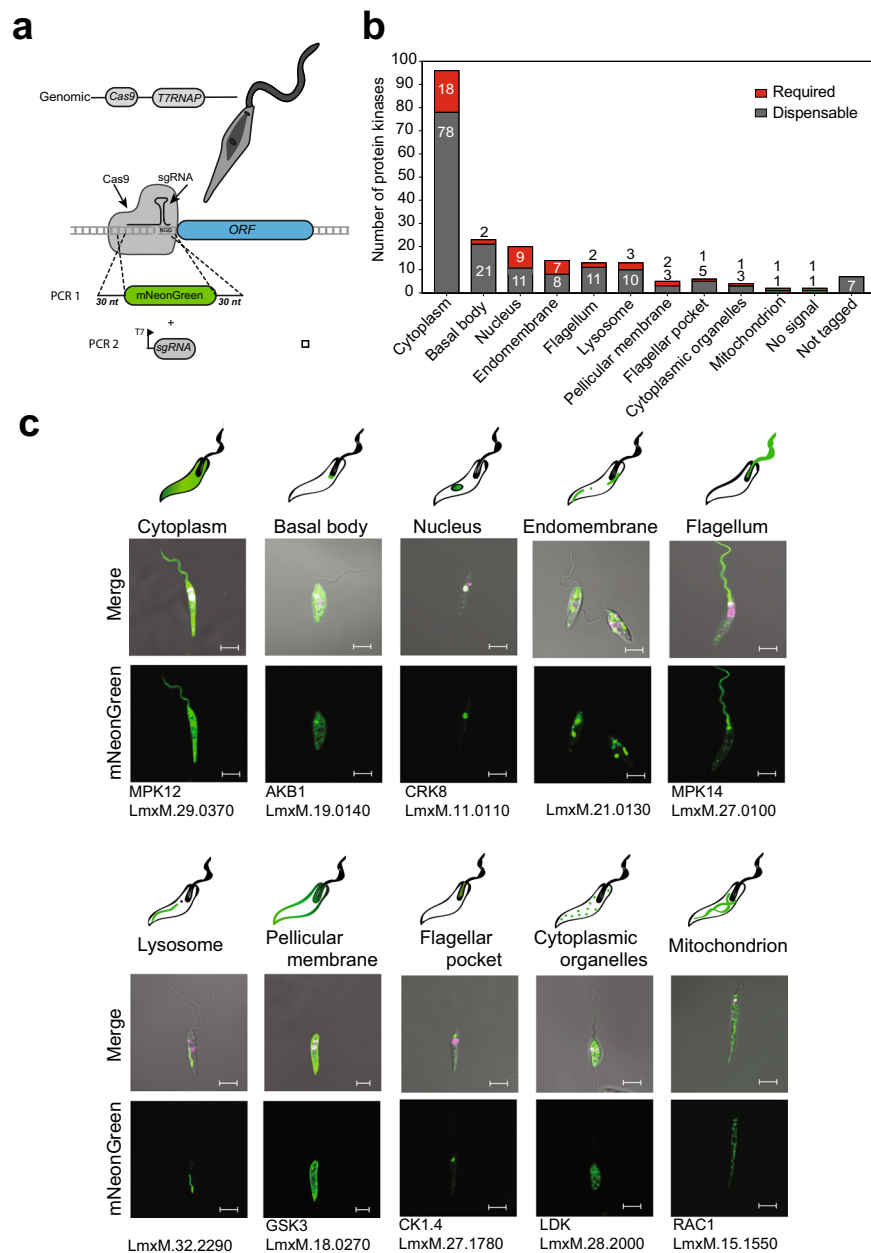 a
Genomic
Cas9
T7RNAP
Cas9
sgRNA
NGG
ORF
PCR 1
mNeonGreen
30 nt
30 nt
+
PCR 2
T7
sgRNA
b
Number of protein kinases
100
90
80
70
60
50
40
30
20
10
0
Required
Dispensable
18
78
2
21
9
11
7
8
2
11
3
10
2
3
1
5
1
3
1
1
1
1
7
Cytoplasm
Basal body
Nucleus
Endomembrane
Flagellum
Lysosome
Pellicular membrane
Flagellar pocket
Cytoplasmic organelles
Mitochondrion
No signal
Not tagged
c
Cytoplasm
Basal body
Nucleus
Endomembrane
Flagellum
Merge
mNeonGreen
MPK12
LmxM.29.0370
AKB1
LmxM.19.0140
CRK8
LmxM.11.0110
LmxM.21.0130
MPK14
LmxM.27.0100
Lysosome
Pellicular
membrane
Flagellar
pocket
Cytoplasmic
organelles
Mitochondrion
Merge
mNeonGreen
LmxM.32.2290
GSK3
LmxM.18.0270
CK1.4
LmxM.27.1780
LDK
LmxM.28.2000
RAC1
LmxM.15.1550